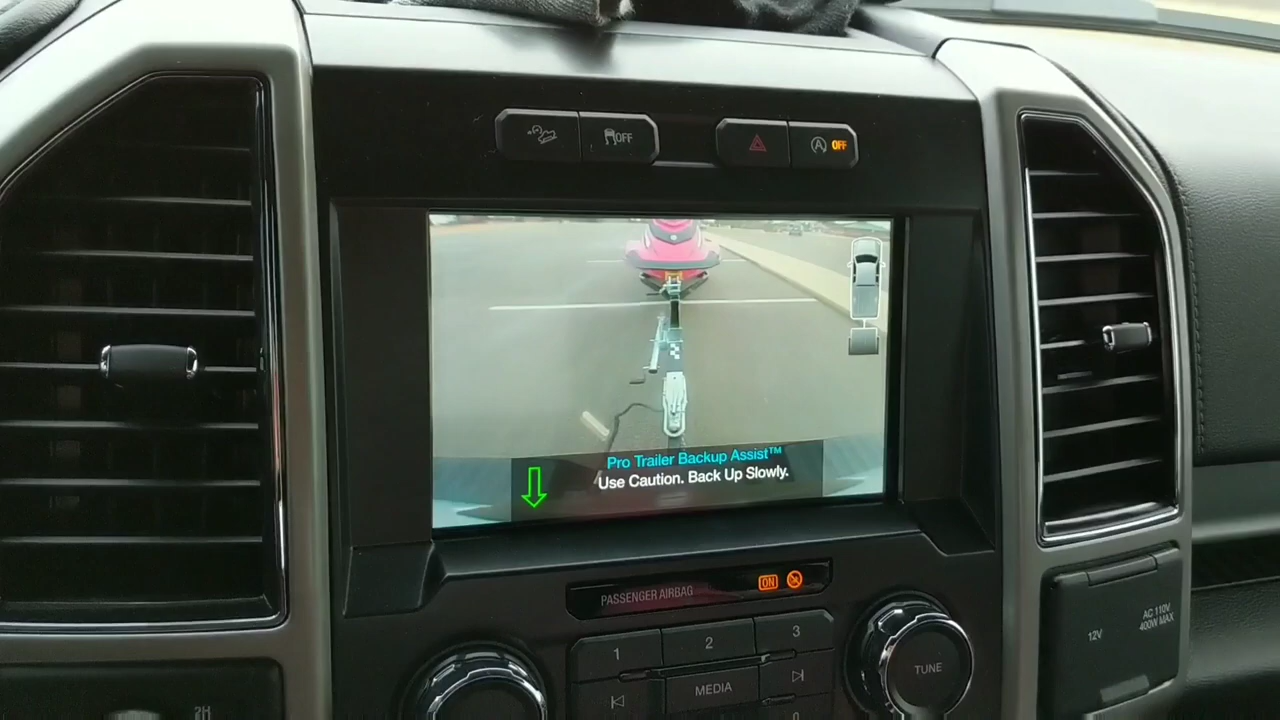 OFF
OFF
Pro Trailer Backup Assist™
Use Caution. Back Up Slowly.
PASSENGER AIRBAG
ON
1
2
3
MEDIA
TUNE
12V
AC 110V
400W MAX
2H